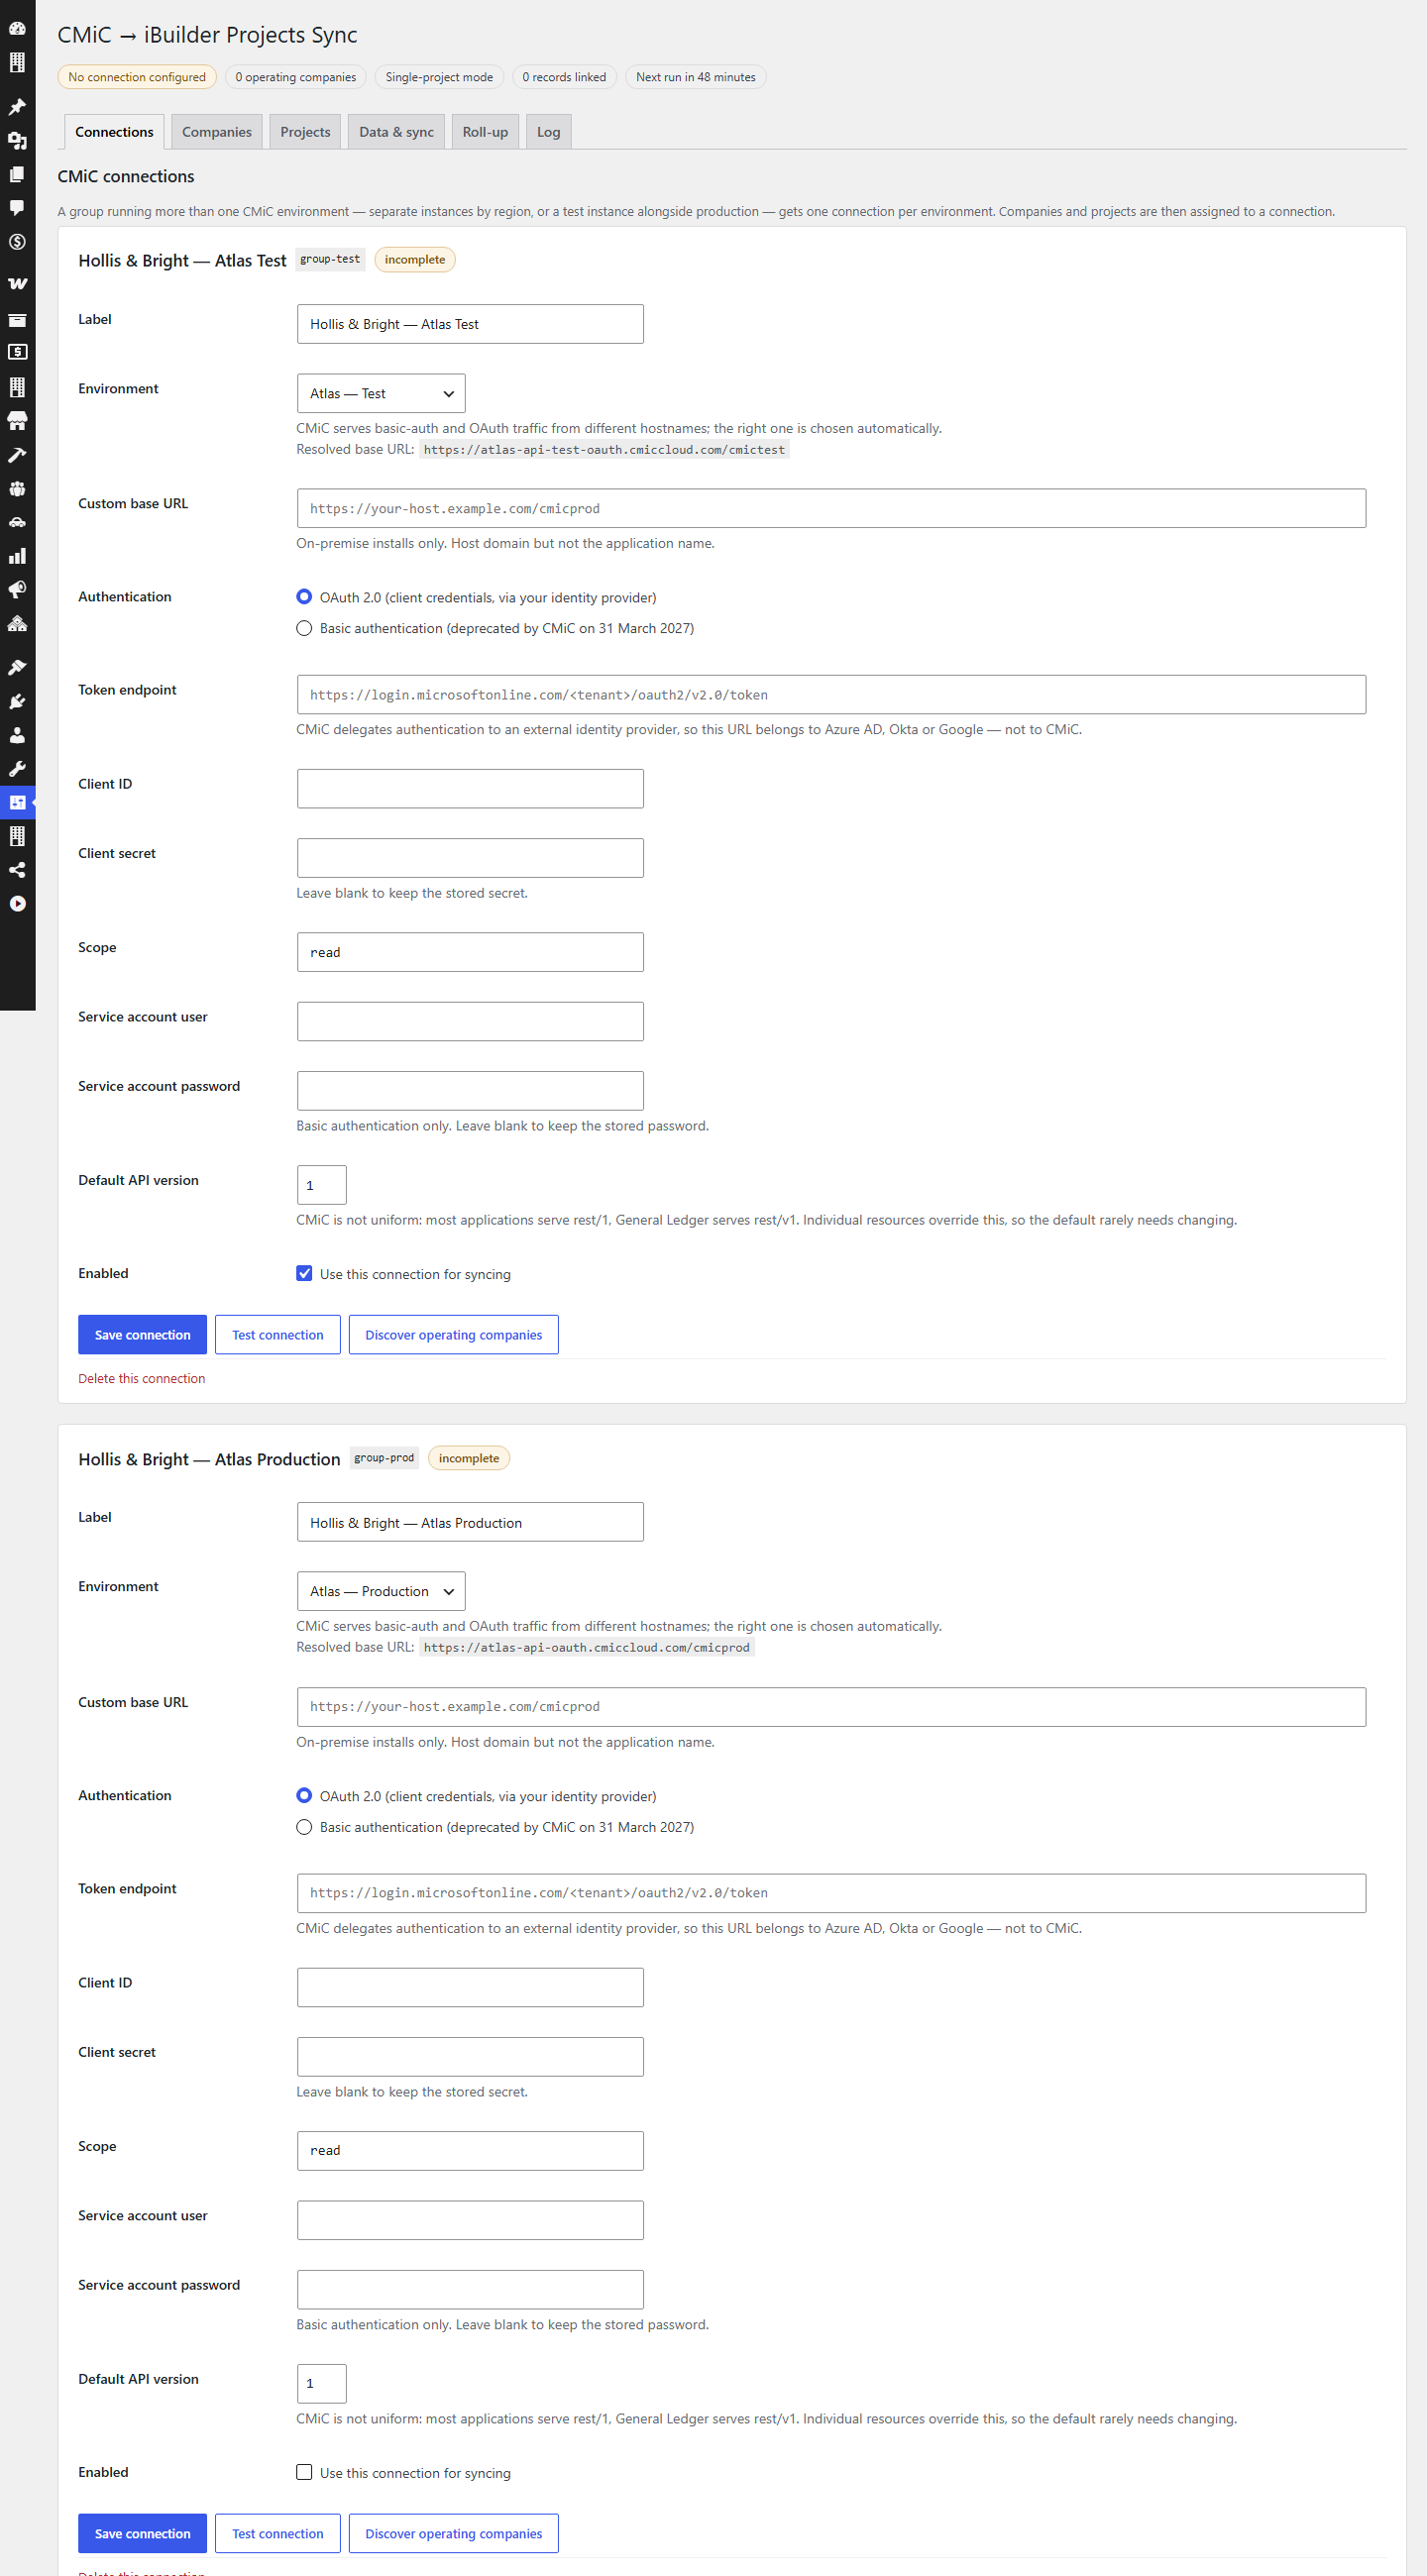 CMiC → iBuilder Projects Sync
No connection configured
0 operating companies
Single-project mode
0 records linked
Next run in 48 minutes
Connections
Companies
Projects
Data & sync
Roll-up
Log
CMiC connections
A group running more than one CMiC environment — separate instances by region, or a test instance alongside production — gets one connection per environment. Companies and projects are then assigned to a connection.
Hollis & Bright — Atlas Test group-test incomplete
Label
Hollis & Bright — Atlas Test
Environment
Atlas — Test
CMiC serves basic-auth and OAuth traffic from different hostnames; the right one is chosen automatically.
Resolved base URL: https://atlas-api-test-oauth.cmiccloud.com/cmictest
Custom base URL
https://your-host.example.com/cmicprod
On-premise installs only. Host domain but not the application name.
Authentication
OAuth 2.0 (client credentials, via your identity provider)
Basic authentication (deprecated by CMiC on 31 March 2027)
Token endpoint
https://login.microsoftonline.com/<tenant>/oauth2/v2.0/token
CMiC delegates authentication to an external identity provider, so this URL belongs to Azure AD, Okta or Google — not to CMiC.
Client ID
Client secret
Leave blank to keep the stored secret.
Scope
read
Service account user
Service account password
Basic authentication only. Leave blank to keep the stored password.
Default API version
1
CMiC is not uniform: most applications serve rest/1, General Ledger serves rest/v1. Individual resources override this, so the default rarely needs changing.
Enabled
Use this connection for syncing
Save connection
Test connection
Discover operating companies
Delete this connection
Hollis & Bright — Atlas Production group-prod incomplete
Label
Hollis & Bright — Atlas Production
Environment
Atlas — Production
CMiC serves basic-auth and OAuth traffic from different hostnames; the right one is chosen automatically.
Resolved base URL: https://atlas-api-oauth.cmiccloud.com/cmicprod
Custom base URL
https://your-host.example.com/cmicprod
On-premise installs only. Host domain but not the application name.
Authentication
OAuth 2.0 (client credentials, via your identity provider)
Basic authentication (deprecated by CMiC on 31 March 2027)
Token endpoint
https://login.microsoftonline.com/<tenant>/oauth2/v2.0/token
CMiC delegates authentication to an external identity provider, so this URL belongs to Azure AD, Okta or Google — not to CMiC.
Client ID
Client secret
Leave blank to keep the stored secret.
Scope
read
Service account user
Service account password
Basic authentication only. Leave blank to keep the stored password.
Default API version
1
CMiC is not uniform: most applications serve rest/1, General Ledger serves rest/v1. Individual resources override this, so the default rarely needs changing.
Enabled
Use this connection for syncing
Save connection
Test connection
Discover operating companies